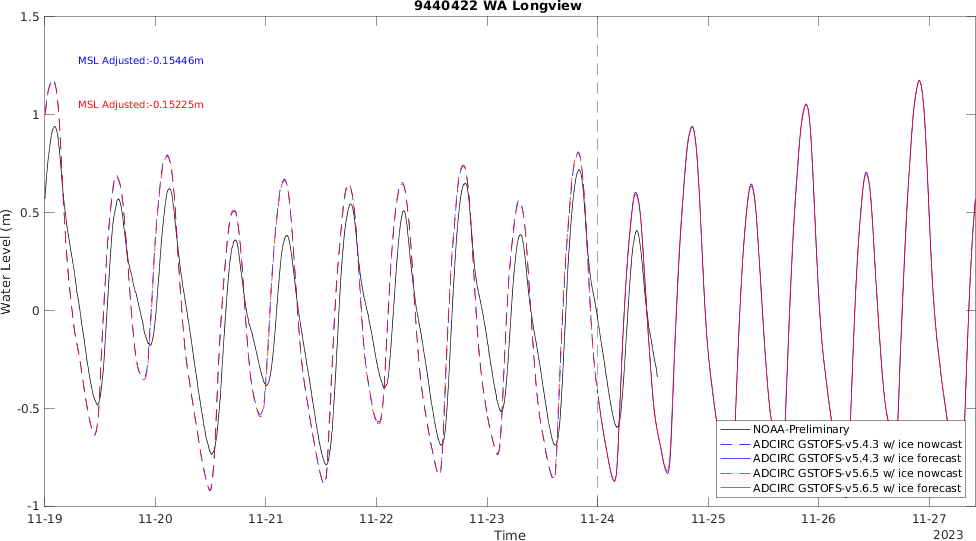 9440422 WA Longview
MSL Adjusted:-0.15446m
MSL Adjusted:-0.15225m
Water Level (m)
1.5
1
0.5
0
-0.5
-1
NOAA-Preliminary
ADCIRC GSTOFS-v5.4.3 w/ ice nowcast
ADCIRC GSTOFS-v5.4.3 w/ ice forecast
ADCIRC GSTOFS-v5.6.5 w/ ice nowcast
ADCIRC GSTOFS-v5.6.5 w/ ice forecast
11-19 11-20 11-21 11-22 11-23 11-24 11-25 11-26 11-27
Time
2023